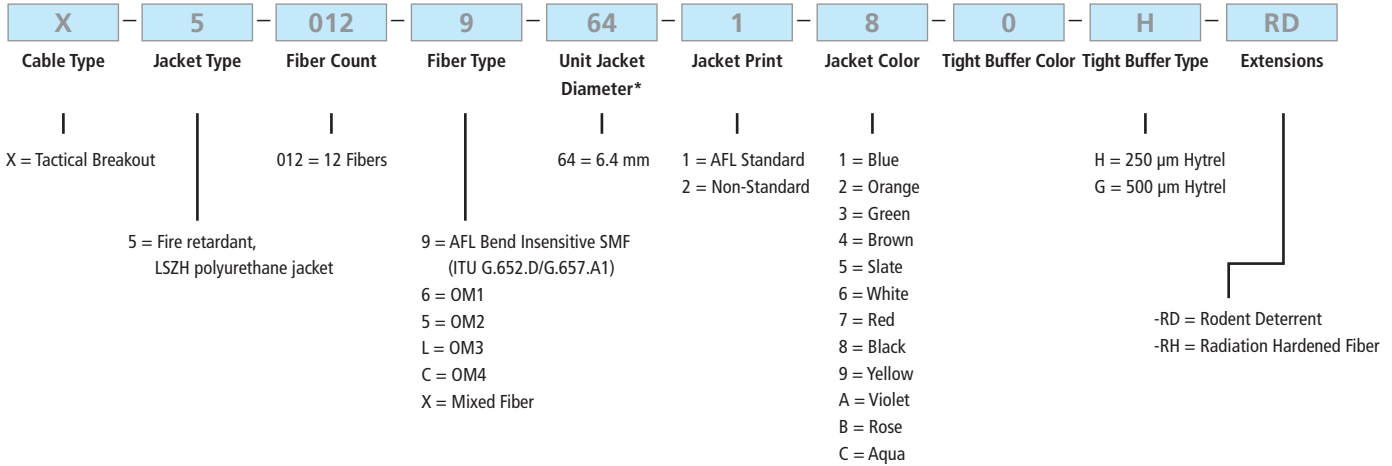 X – 5 – 012 – 9 – 64 – 1 – 8 – 0 – H – RD
Cable Type Jacket Type Fiber Count Fiber Type Unit Jacket Diameter* Jacket Print Jacket Color Tight Buffer Color Tight Buffer Type Extensions
X = Tactical Breakout
5 = Fire retardant,
LSZH polyurethane jacket
012 = 12 Fibers
9 = AFL Bend Insensitive SMF
(ITU G.652.D/G.657.A1)
6 = OM1
5 = OM2
L = OM3
C = OM4
X = Mixed Fiber
64 = 6.4 mm
1 = AFL Standard
2 = Non-Standard
1 = Blue
2 = Orange
3 = Green
4 = Brown
5 = Slate
6 = White
7 = Red
8 = Black
9 = Yellow
A = Violet
B = Rose
C = Aqua
H = 250 µm Hytrel
G = 500 µm Hytrel
-RD = Rodent Deterrent
-RH = Radiation Hardened Fiber